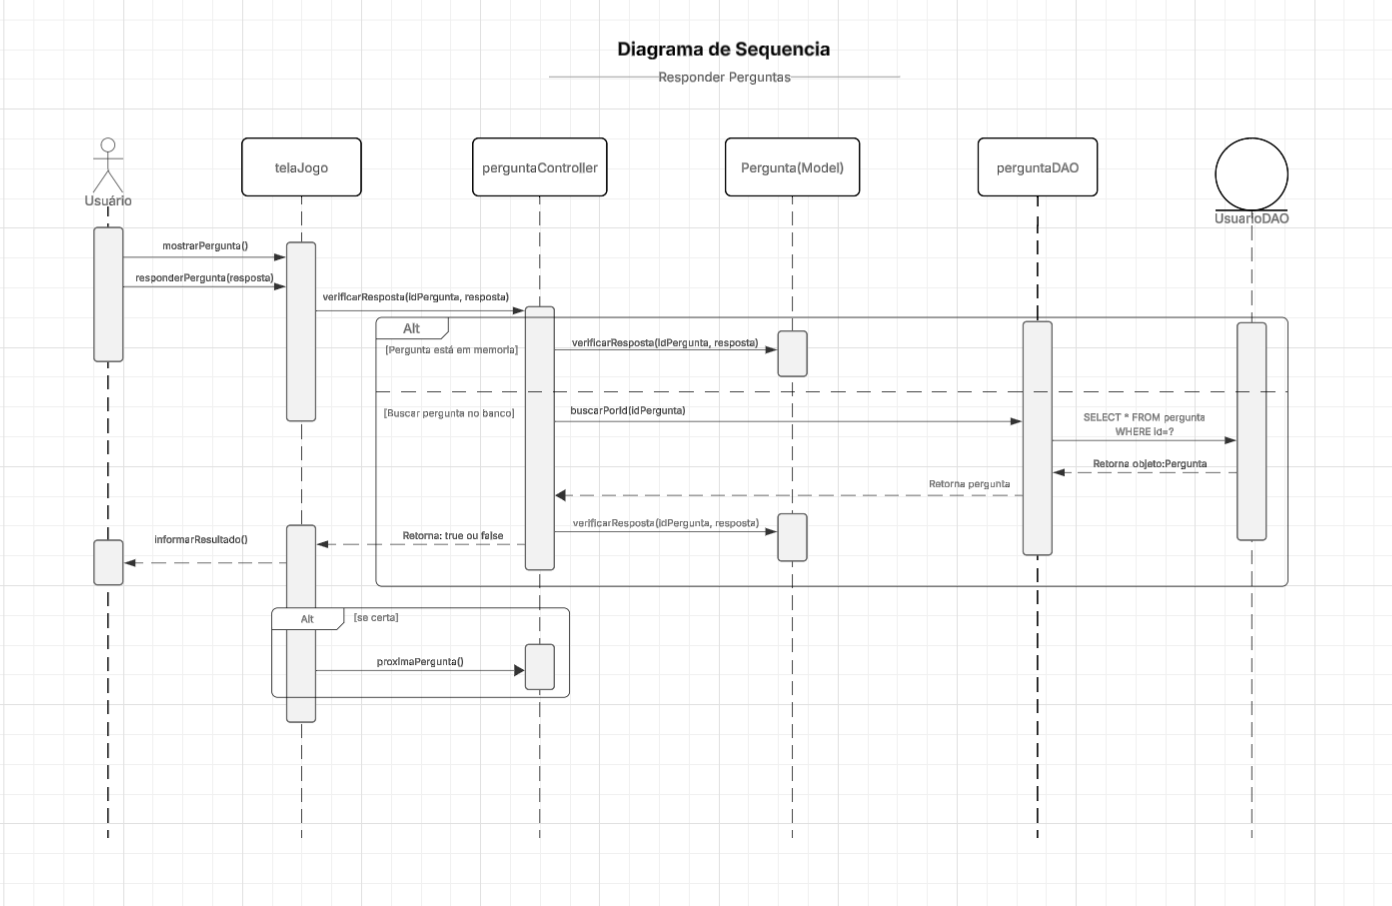 Diagrama de Sequencia
Responder Perguntas
Usuário
telaJogo
perguntaController
Pergunta(Model)
perguntaDAO
UsuarioDAO
mostrarPergunta()
responderPergunta(resposta)
verificarResposta(idPergunta, resposta)
Alt
[Pergunta está em memoria]
verificarResposta(idPergunta, resposta)
[Buscar pergunta no banco]
buscarPorId(idPergunta)
SELECT * FROM pergunta
WHERE id=?
Retorna objeto:Pergunta
Retorna pergunta
verificarResposta(idPergunta, resposta)
Retorna: true ou false
informarResultado()
Alt
[se certa]
proximaPergunta()